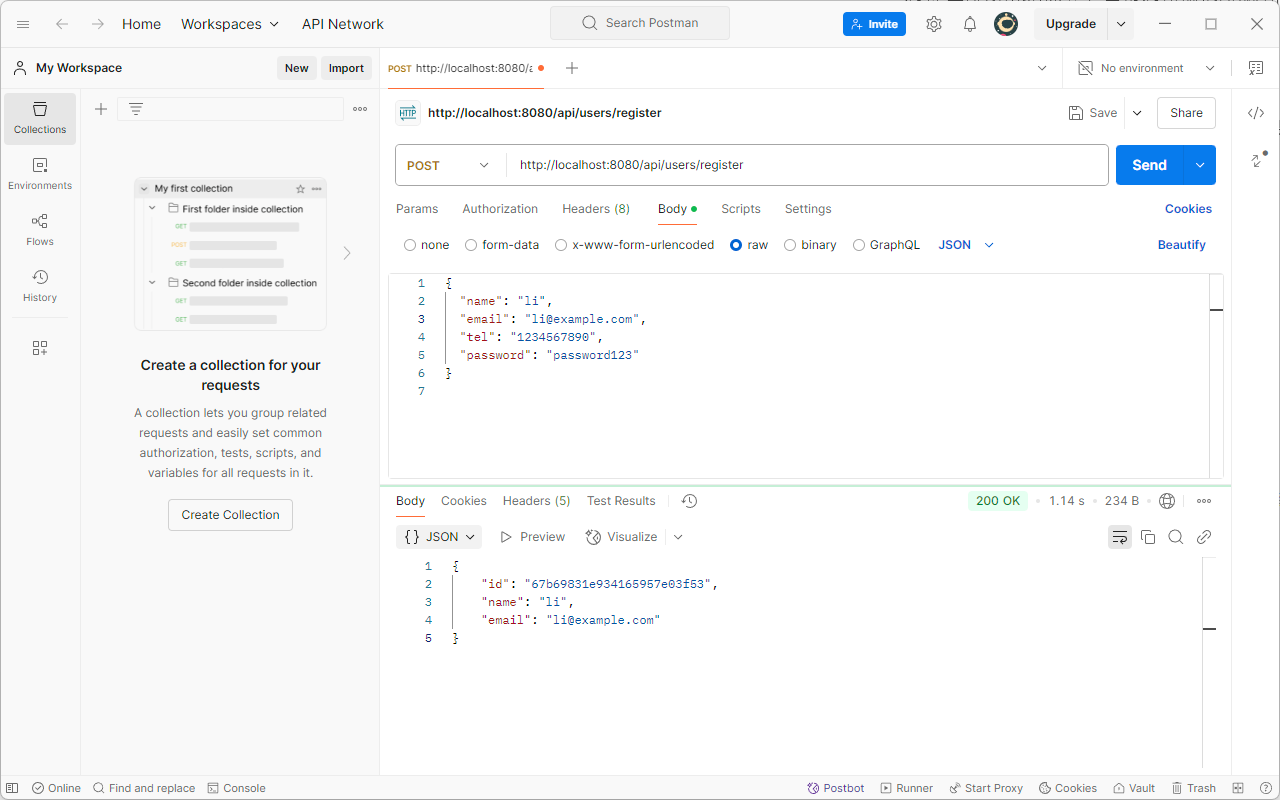 Home Workspaces API Network Search Postman Invite Upgrade
My Workspace New Import POST http://localhost:8080/a No environment
Collections
Environments
Flows
History
My first collection
First folder inside collection
GET
POST
GET
Second folder inside collection
GET
GET
Create a collection for your
requests
A collection lets you group related
requests and easily set common
authorization, tests, scripts, and
variables for all requests in it.
Create Collection
HTTP http://localhost:8080/api/users/register Save Share
POST http://localhost:8080/api/users/register Send
Params Authorization Headers (8) Body Scripts Settings Cookies
none form-data x-www-form-urlencoded raw binary GraphQL JSON Beautify
1 {
2 "name": "li",
3 "email": "li@example.com",
4 "tel": "1234567890",
5 "password": "password123"
6 }
7
Body Cookies Headers (5) Test Results 200 OK 1.14 s 234 B
{} JSON Preview Visualize
1 {
2 "id": "67b69831e934165957e03f53",
3 "name": "li",
4 "email": "li@example.com"
5 }
Online Find and replace Console Postbot Runner Start Proxy Cookies Vault Trash